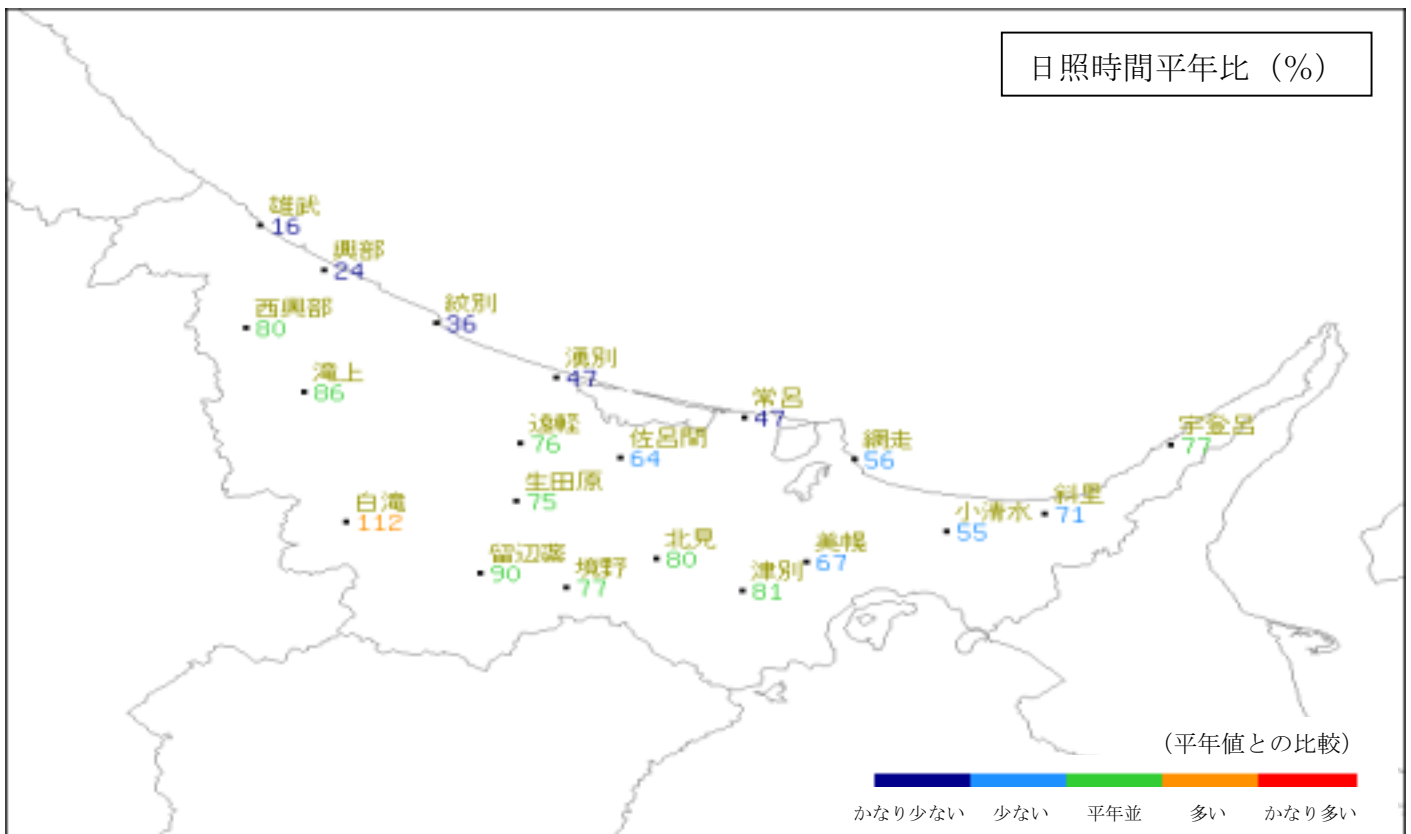 日照時間平年比（%）
雄武
16
興部
24
紋別
36
西興部
80
湧別
47
滝上
86
常呂
47
遠軽
76
佐呂間
64
網走
56
宇登呂
77
生田原
75
白滝
112
斜里
71
小清水
55
北見
80
美幌
67
留辺蘂
90
境野
77
津別
81
（平年値との比較）
かなり少ない 少ない 平年並 多い かなり多い